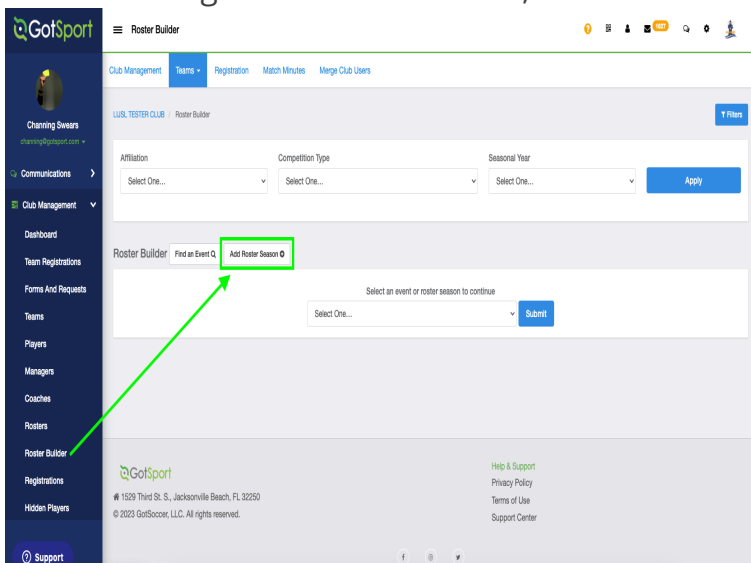 GotSport
Roster Builder
Channing Swears
channing@gotsport.com
Communications
Club Management
Dashboard
Team Registrations
Forms And Requests
Teams
Players
Managers
Coaches
Rosters
Roster Builder
Registrations
Hidden Players
Support
Club Management Teams Registration Match Minutes Merge Club Users
LIJSL TESTER CLUB / Roster Builder
Filters
Affiliation Competition Type Seasonal Year
Select One... Select One... Select One... Apply
Roster Builder Find an Event Add Roster Season
Select an event or roster season to continue
Select One... Submit
GotSport
1529 Third St. S., Jacksonville Beach, FL 32250
© 2023 GotSoccer, LLC. All rights reserved.
Help & Support
Privacy Policy
Terms of Use
Support Center